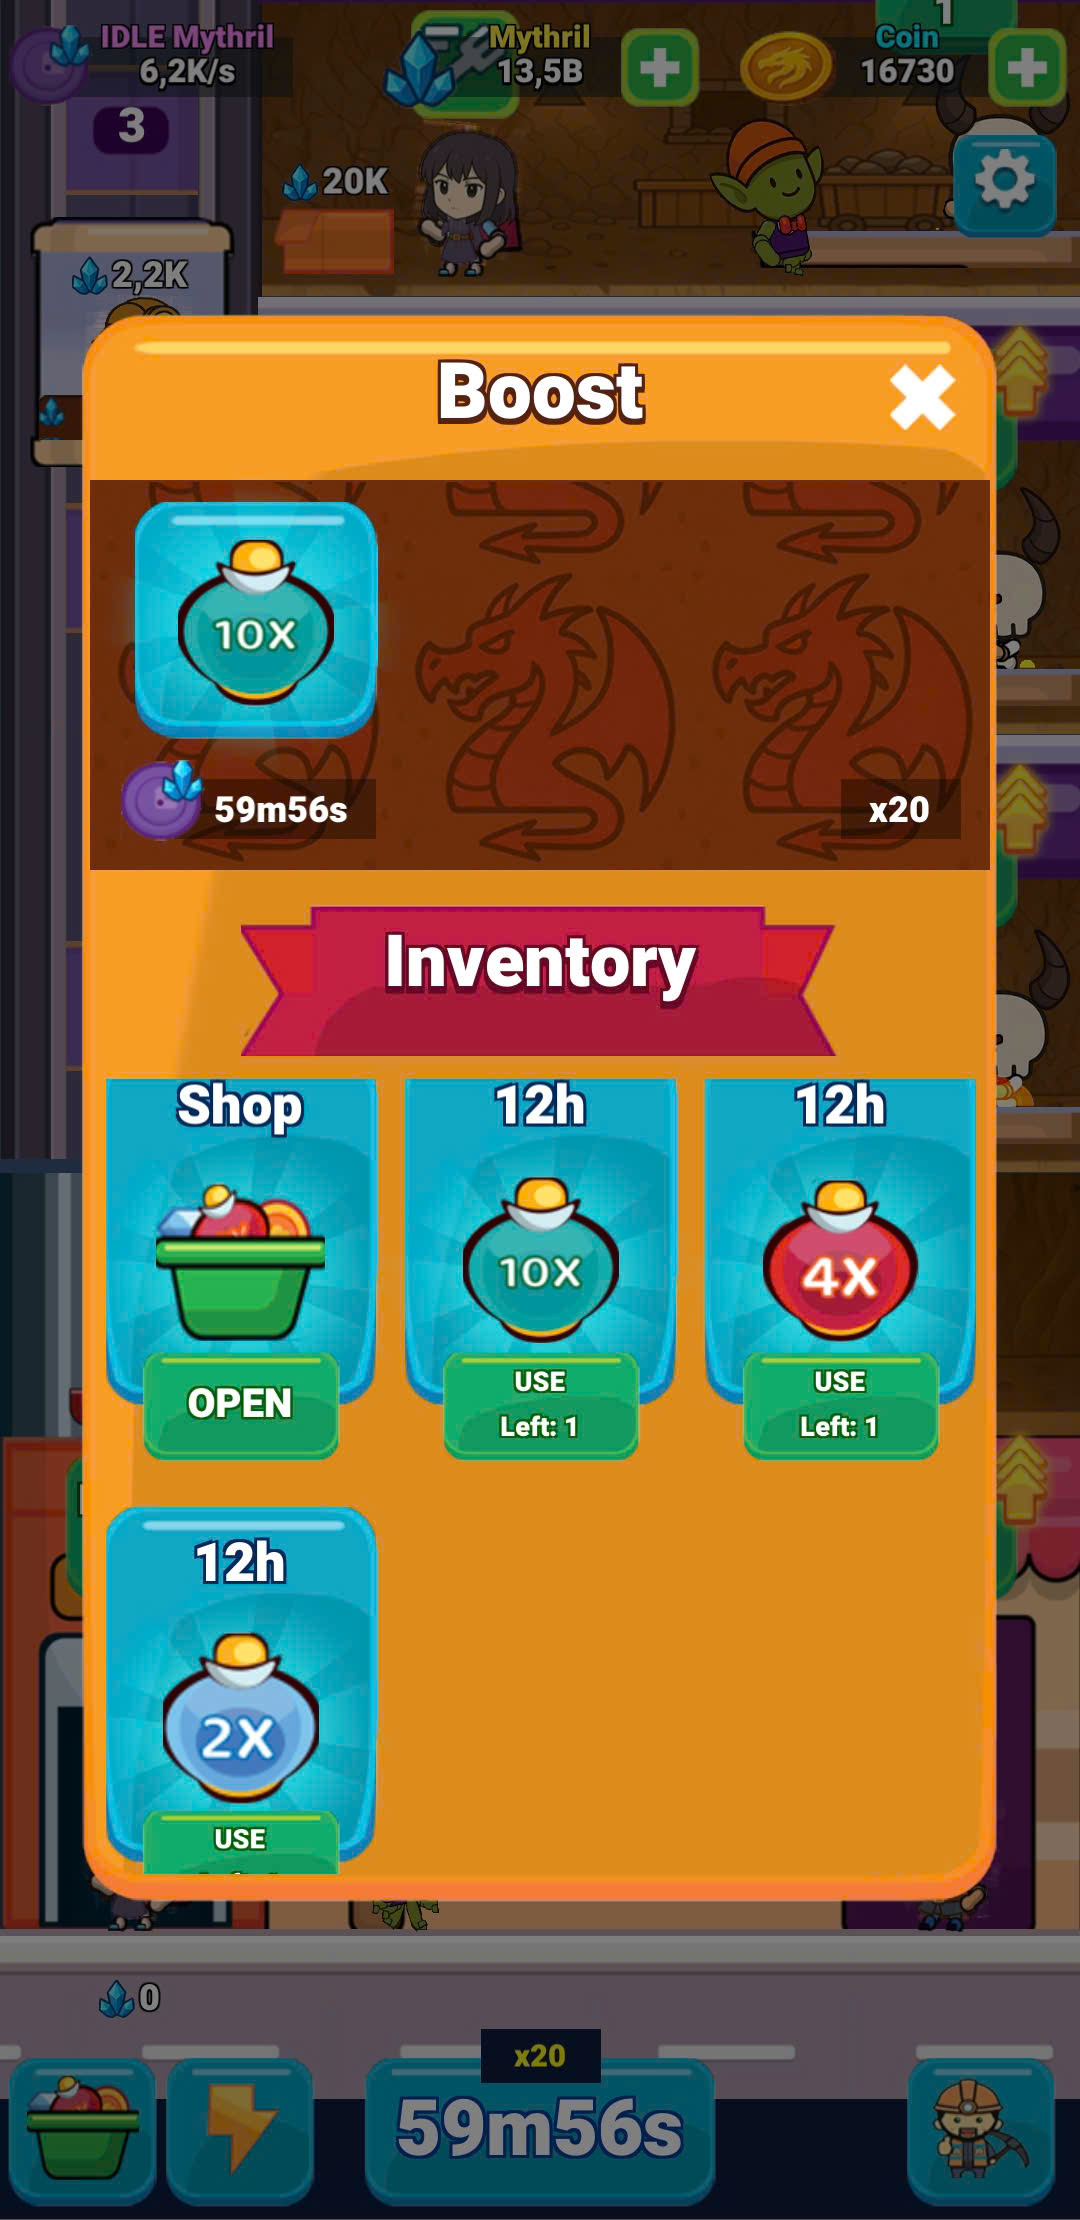 IDLE Mythril
6,2K/s
Mythril
13,5B
1
Coin
16730
3
20K
2,2K
Boost
10X
59m56s
x20
Inventory
Shop
12h
12h
10X
4X
OPEN
USE
Left: 1
USE
Left: 1
12h
2X
USE
0
x20
59m56s